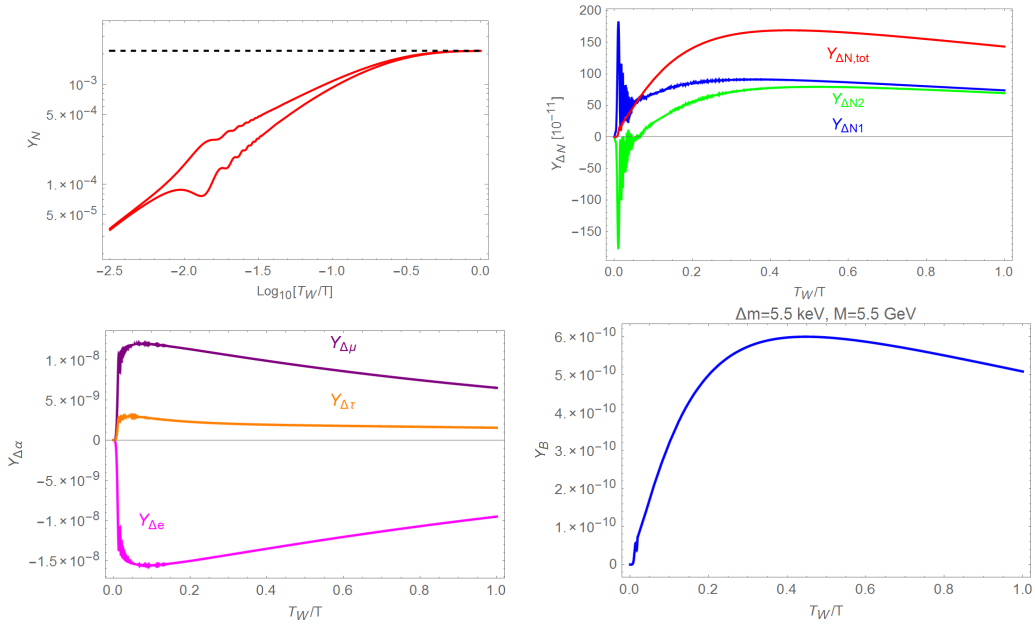 10⁻³
5.×10⁻⁴
1.×10⁻⁴
5.×10⁻⁵
Y_N
−2.5 −2.0 −1.5 −1.0 −0.5 0.0
Log₁₀[T_W/T]
200
150
100
50
0
−50
−100
−150
Y_ΔN [10⁻¹¹]
Y_ΔN,tot
Y_ΔN2
Y_ΔN1
0.0 0.2 0.4 0.6 0.8 1.0
T_W/T
1.×10⁻⁸
5.×10⁻⁹
0
−5.×10⁻⁹
−1.×10⁻⁸
−1.5×10⁻⁸
Y_Δα
Y_Δμ
Y_Δτ
Y_Δe
0.0 0.2 0.4 0.6 0.8 1.0
T_W/T
Δm=5.5 keV, M=5.5 GeV
6.×10⁻¹⁰
5.×10⁻¹⁰
4.×10⁻¹⁰
3.×10⁻¹⁰
2.×10⁻¹⁰
1.×10⁻¹⁰
0
Y_B
0.0 0.2 0.4 0.6 0.8 1.0
T_W/T